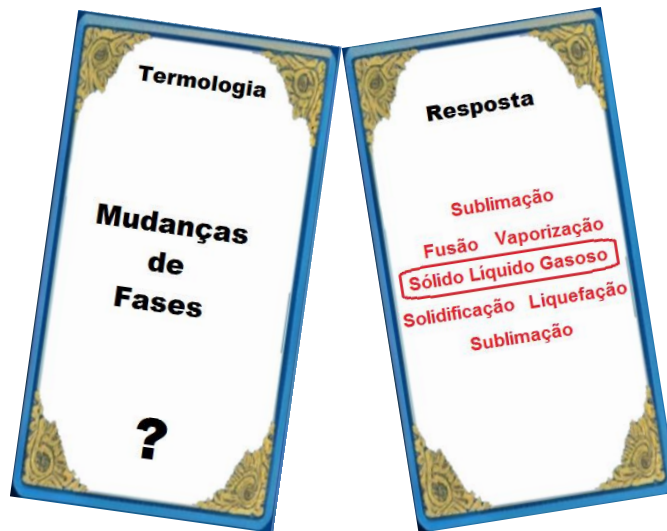 Termologia
Mudanças
de
Fases
?
Resposta
Sublimação
Fusão Vaporização
Sólido Líquido Gasoso
Solidificação Liquefação
Sublimação